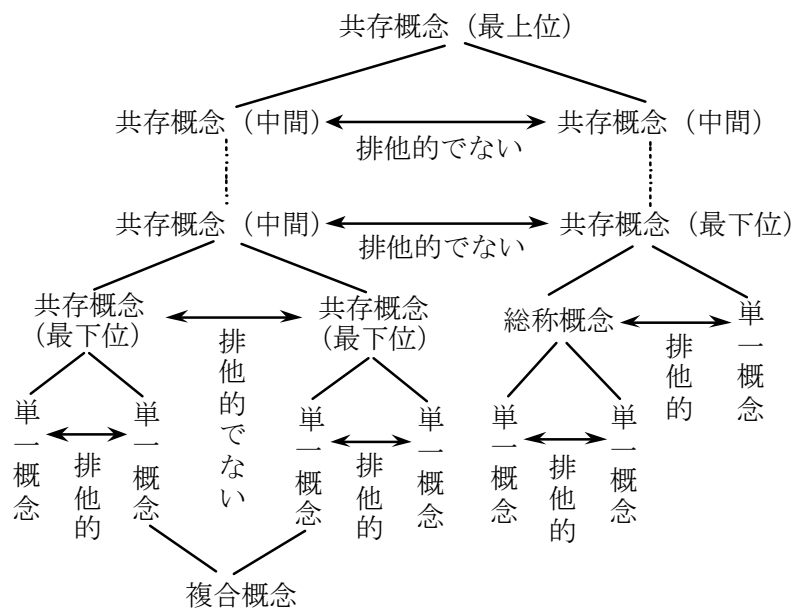 共存概念（最上位）
共存概念（中間）
共存概念（中間）
排他的でない
共存概念（中間）
共存概念（最下位）
排他的でない
共存概念
（最下位）
共存概念
（最下位）
排他的でない
総称概念
単一概念
排他的
単一概念
単一概念
排他的
単一概念
単一概念
排他的
単一概念
単一概念
排他的
複合概念